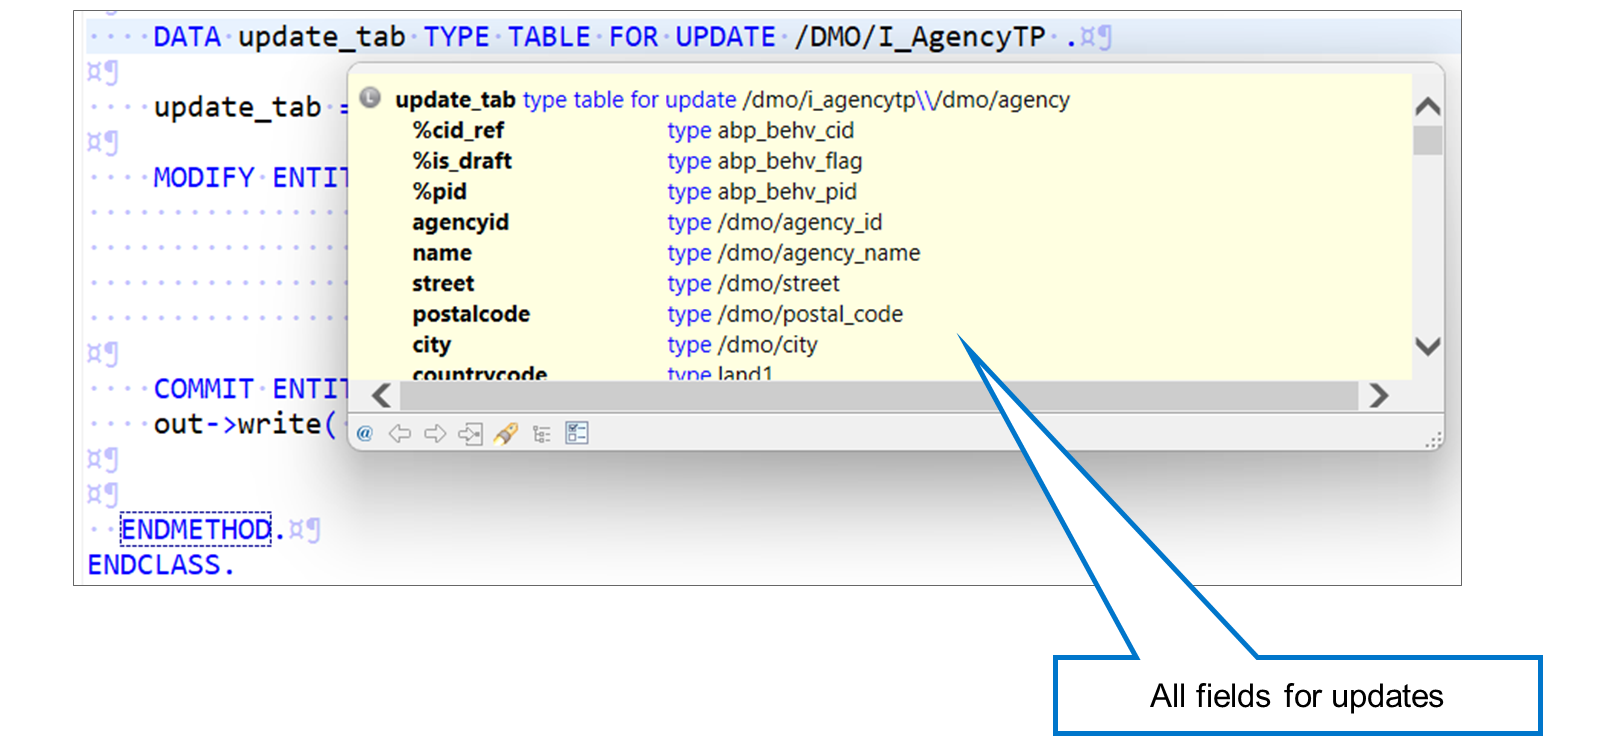 DATA update_tab TYPE TABLE FOR UPDATE /DMO/I_AgencyTP .¤¶
¤¶
update_tab =
¤¶
MODIFY ENTIT
¤¶
COMMIT ENTIT
out->write(
¤¶
¤¶
ENDMETHOD.¤¶
ENDCLASS.
update_tab type table for update /dmo/i_agencytp\\/dmo/agency
%cid_ref type abp_behv_cid
%is_draft type abp_behv_flag
%pid type abp_behv_pid
agencyid type /dmo/agency_id
name type /dmo/agency_name
street type /dmo/street
postalcode type /dmo/postal_code
city type /dmo/city
countrycode type land1
All fields for updates